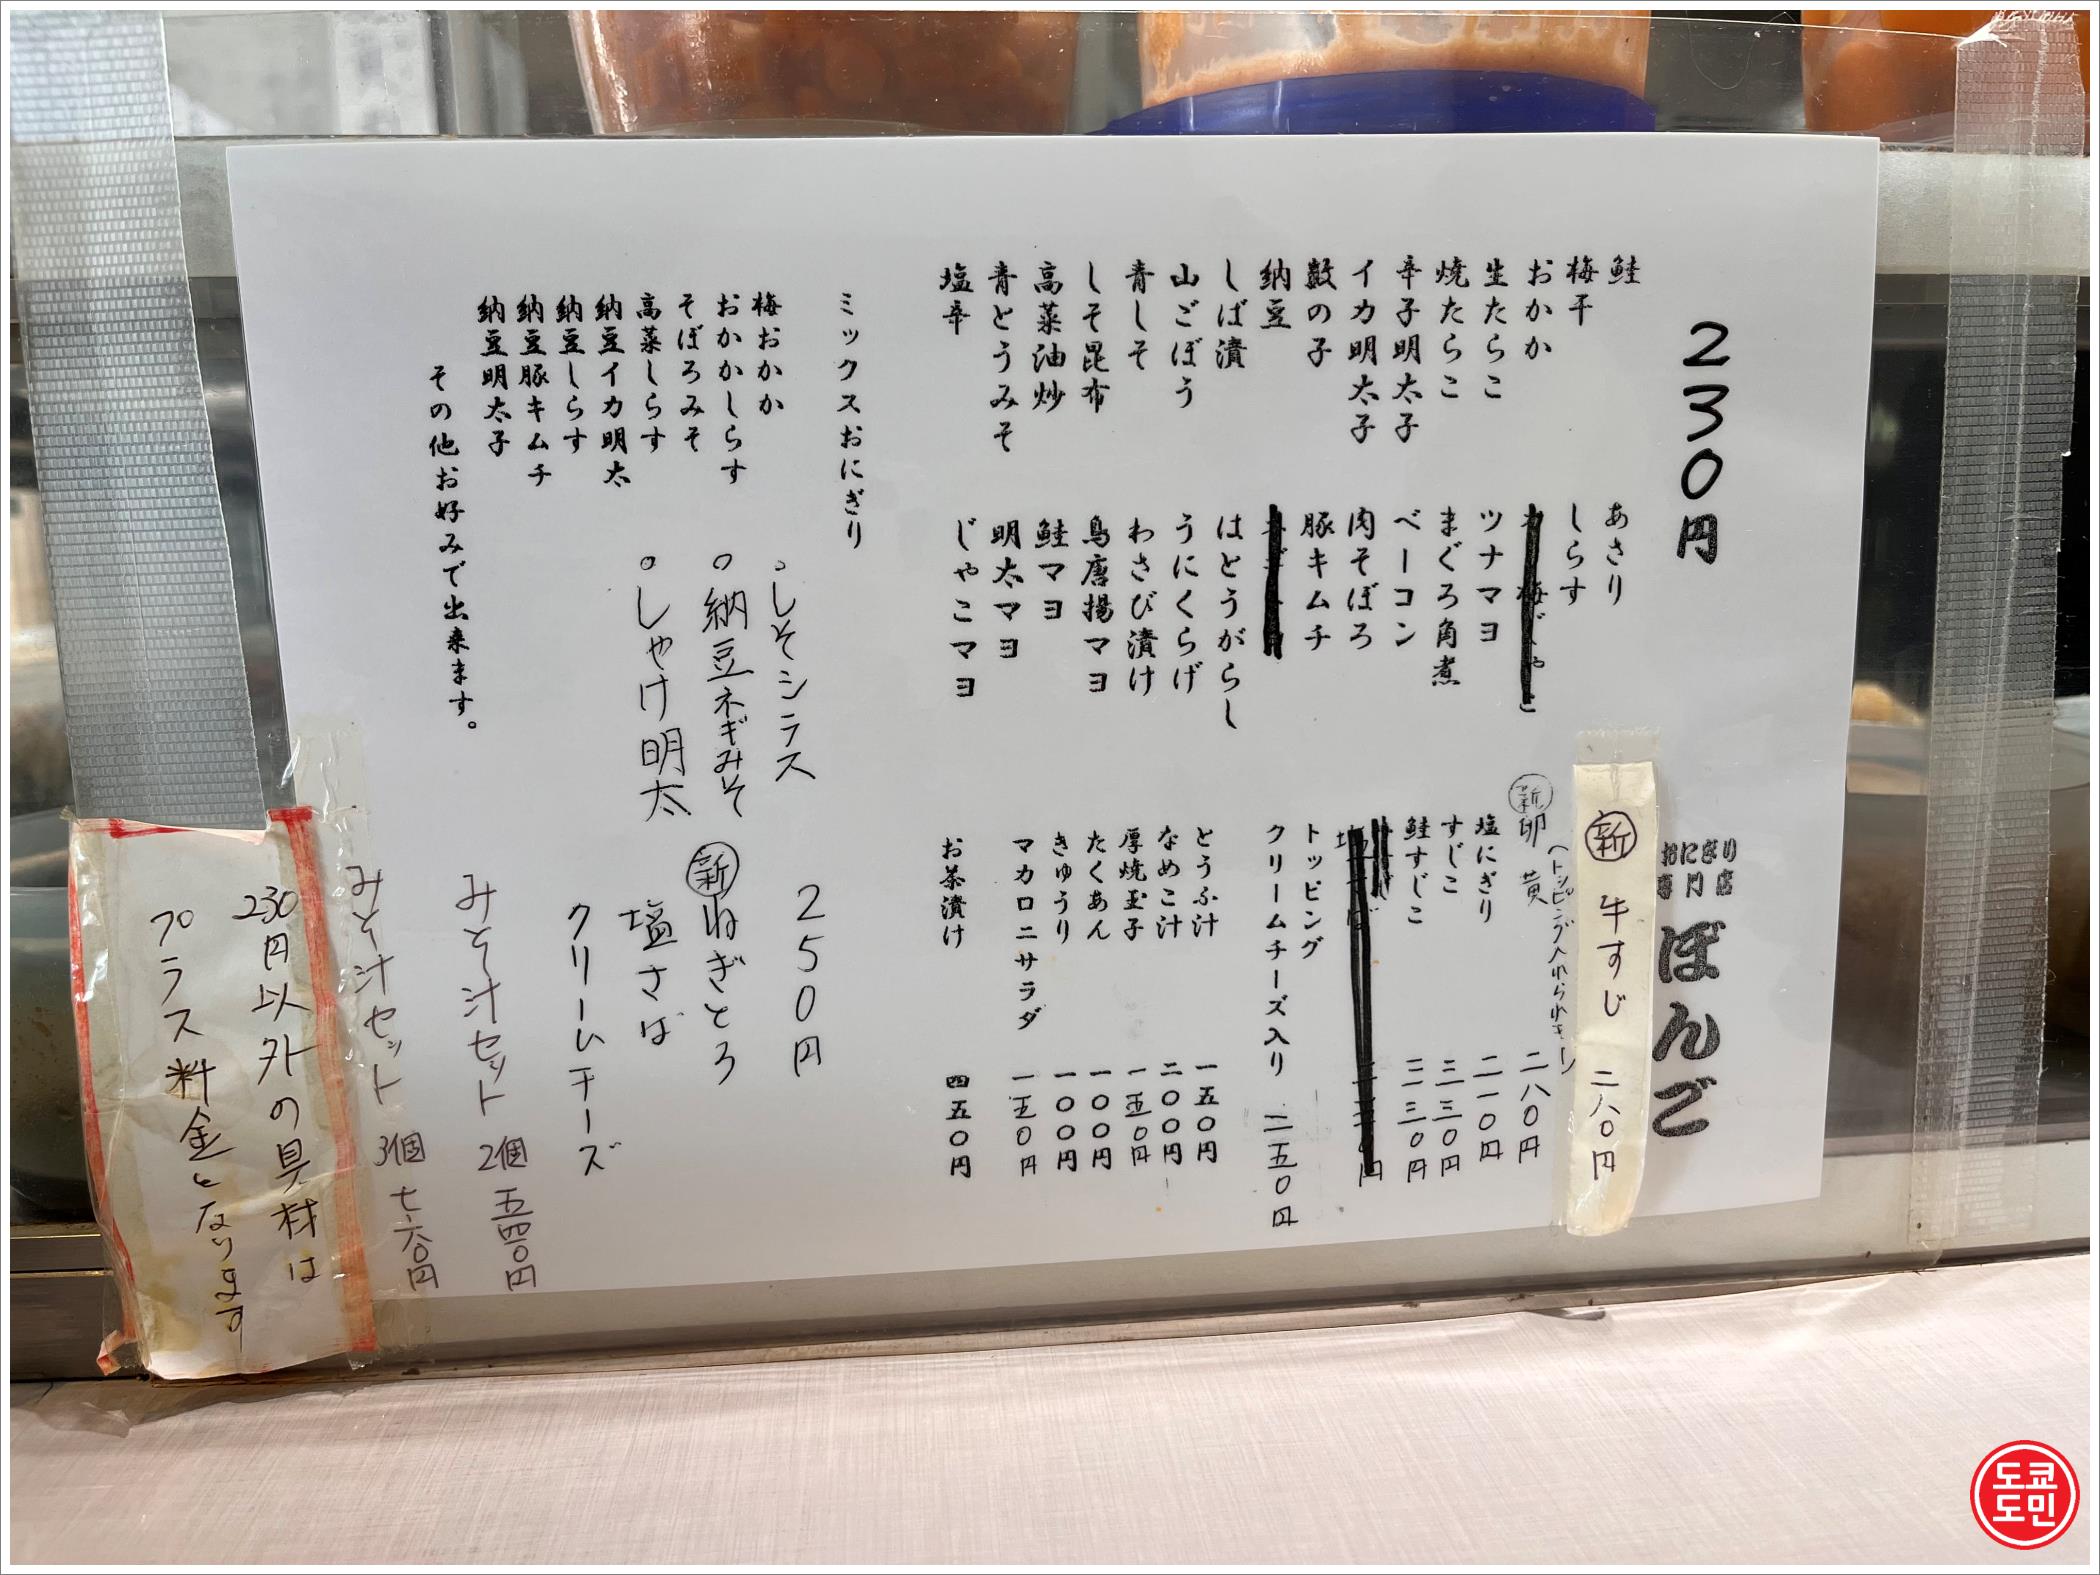 230円
おにぎり
専門店
ぼんご
鮭
梅干
おかか
生たらこ
焼たらこ
辛子明太子
イカ明太子
数の子
納豆
しば漬
山ごぼう
青しそ
しそ昆布
高菜油炒
青とうみそ
塩辛
あさり
しらす
ツナマヨ
まぐろ角煮
ベーコン
肉そぼろ
豚キムチ
はとうがらし
うにくらげ
わさび漬け
鳥唐揚マヨ
鮭マヨ
明太マヨ
じゃこマヨ
新 牛すじ 二八〇円
新 卵黄 二八〇円
塩にぎり 二一〇円
すじこ 三三〇円
鮭すじこ 三三〇円
トッピング
クリームチーズ入り 二五〇円
とうふ汁 一五〇円
なめこ汁 二〇〇円
厚焼玉子 一五〇円
たくあん 一〇〇円
きゅうり 一〇〇円
マカロニサラダ 一五〇円
お茶漬け 四五〇円
ミックスおにぎり
梅おかか
おかかしらす
そぼろみそ
高菜しらす
納豆イカ明太
納豆しらす
納豆豚キムチ
納豆明太子
その他お好みで出来ます。
。しそシラス
。納豆ネギみそ
。しゃけ明太
250円
新 ねぎとろ
塩さば
クリームチーズ
みそ汁セット 2個 五四〇円
みそ汁セット 3個 七六〇円
230円以外の具材は
プラス料金となります
도쿄
도민